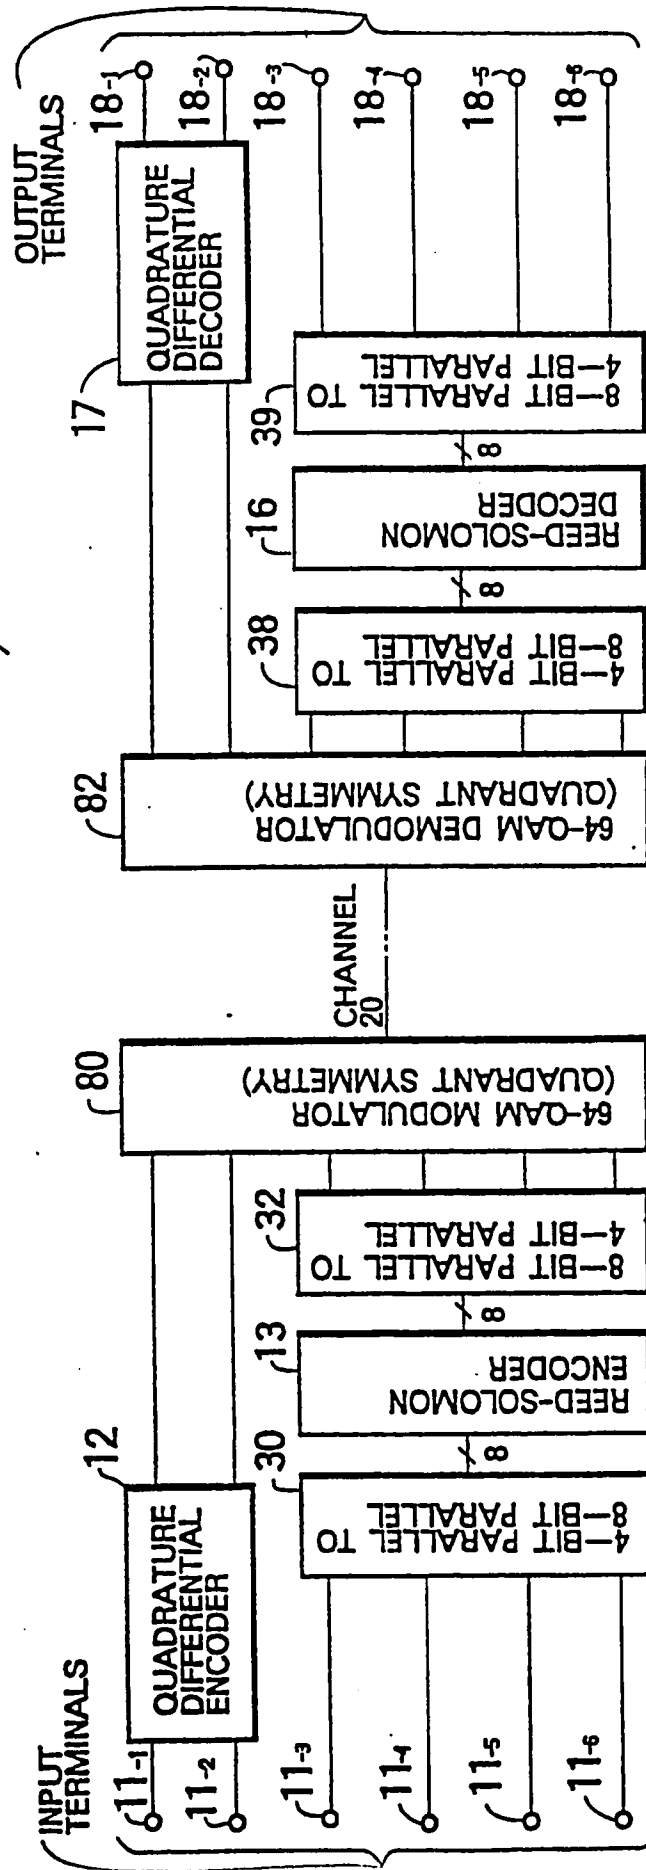 INPUT
TERMINALS
11-1
11-2
11-3
11-4
11-5
11-6
12
QUADRATURE
DIFFERENTIAL
ENCODER
30
4-BIT PARALLEL TO
8-BIT PARALLEL
8
13
REED-SOLOMON
ENCODER
8
32
8-BIT PARALLEL TO
4-BIT PARALLEL
80
64-QAM MODULATOR
(QUADRANT SYMMETRY)
CHANNEL
20
82
64-QAM DEMODULATOR
(QUADRANT SYMMETRY)
38
4-BIT PARALLEL TO
8-BIT PARALLEL
8
16
REED-SOLOMON
DECODER
8
39
8-BIT PARALLEL TO
4-BIT PARALLEL
17
QUADRATURE
DIFFERENTIAL
DECODER
OUTPUT
TERMINALS
18-1
18-2
18-3
18-4
18-5
18-6